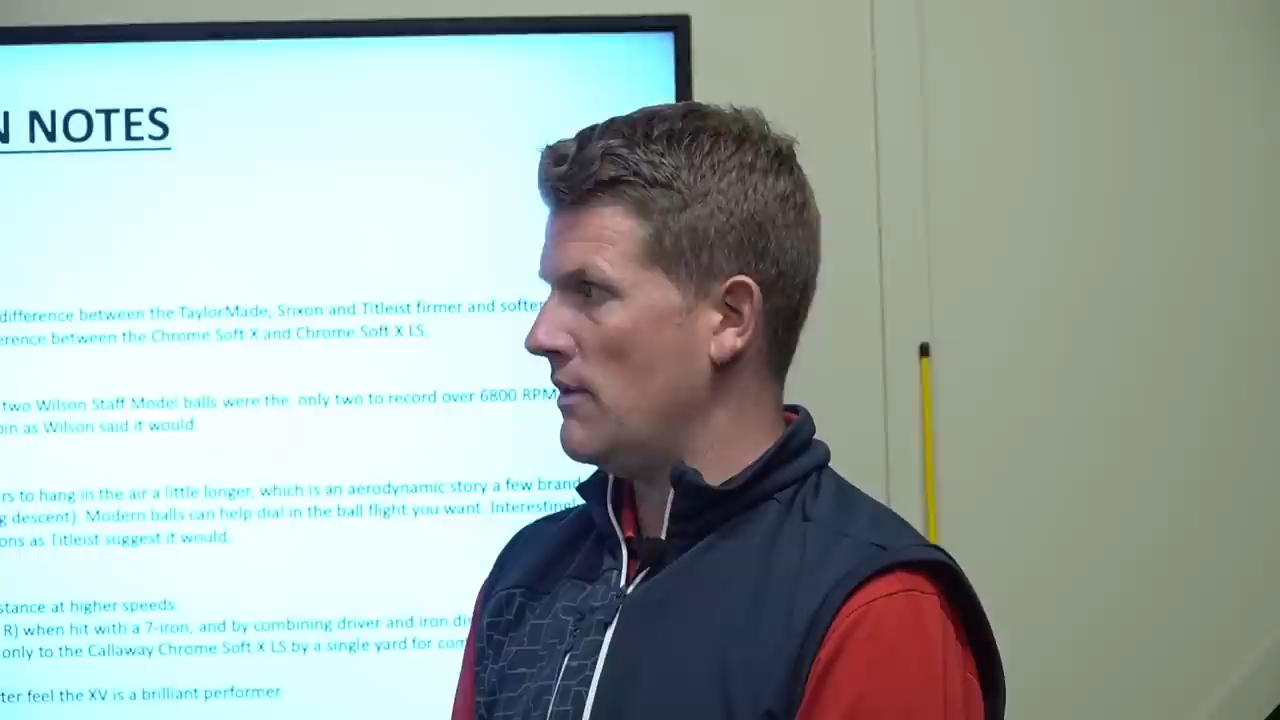 N NOTES
difference between the TaylorMade, Srixon and Titleist firmer and softer
erence between the Chrome Soft X and Chrome Soft X LS.
two Wilson Staff Model balls were the only two to record over 6800 RPM
pin as Wilson said it would.
rs to hang in the air a little longer, which is an aerodynamic story a few brand
g descent). Modern balls can help dial in the ball flight you want. Interestingl
ons as Titleist suggest it would.
stance at higher speeds
R) when hit with a 7-iron, and by combining driver and iron di
only to the Callaway Chrome Soft X LS by a single yard for com
ter feel the XV is a brilliant performer